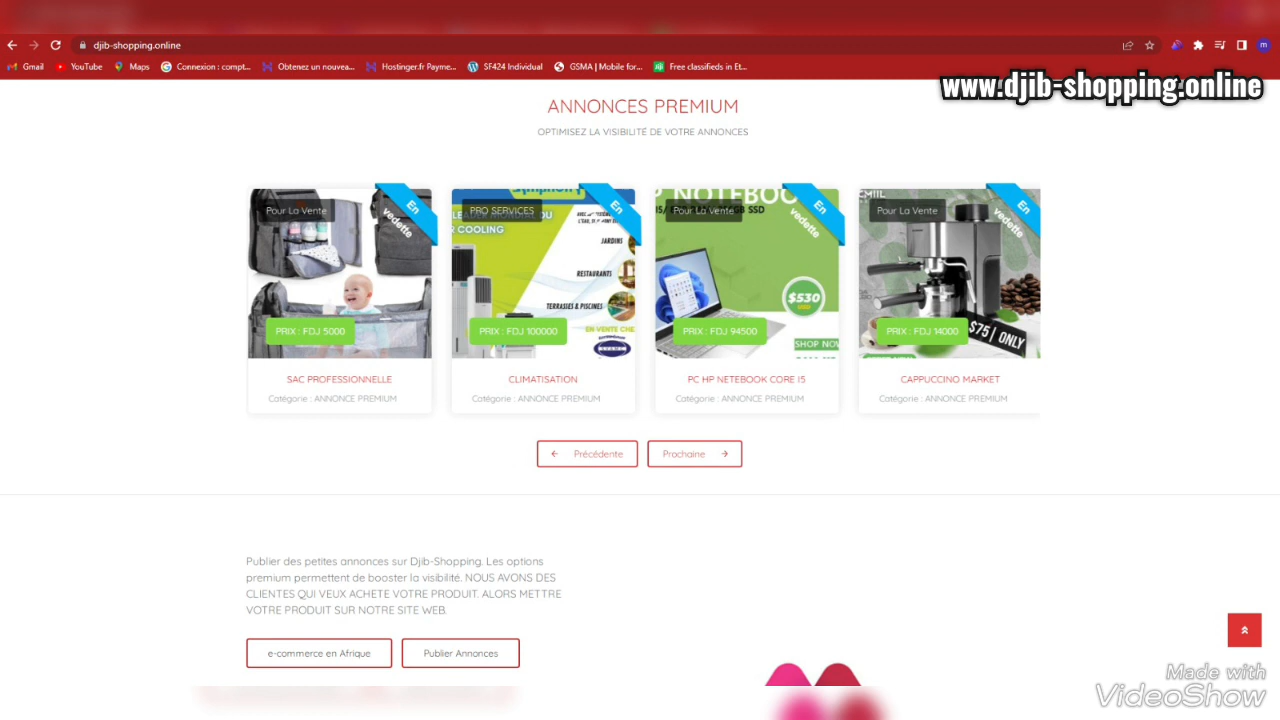 djib-shopping.online
m
Gmail
YouTube
Maps
Connexion : compt...
Obtenez un nouvea...
Hostinger.fr Payme...
SF424 Individual
GSMA | Mobile for...
Free classifieds in Et...
www.djib-shopping.online
ANNONCES PREMIUM
OPTIMISEZ LA VISIBILITÉ DE VOTRE ANNONCES
Pour La Vente
En vedette
PRIX : FDJ 5000
SAC PROFESSIONNELLE
Catégorie : ANNONCE PREMIUM
PRO SERVICES
En
COOLING
JARDINS
RESTAURANTS
TERRASSES & PISCINES
EN VENTE CHE
PRIX : FDJ 100000
CLIMATISATION
Catégorie : ANNONCE PREMIUM
NOTEBOO
Pour La Vente
GB SSD
En vedette
$530
PRIX : FDJ 94500
SHOP NOW
PC HP NETEBOOK CORE I5
Catégorie : ANNONCE PREMIUM
Pour La Vente
En vedette
$75 | ONLY
PRIX : FDJ 14000
CAPPUCCINO MARKET
Catégorie : ANNONCE PREMIUM
Précédente
Prochaine
Publier des petites annonces sur Djib-Shopping. Les options
premium permettent de booster la visibilité. NOUS AVONS DES
CLIENTES QUI VEUX ACHETE VOTRE PRODUIT. ALORS METTRE
VOTRE PRODUIT SUR NOTRE SITE WEB.
e-commerce en Afrique
Publier Annonces
Made with
VideoShow